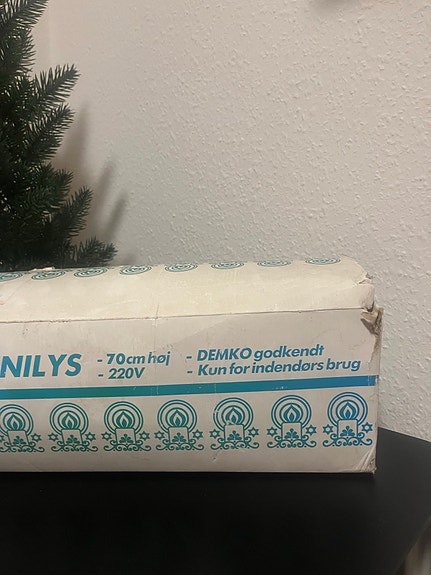 NILYS
- 70cm høj
- 220V
- DEMKO godkendt
- Kun for indendørs brug